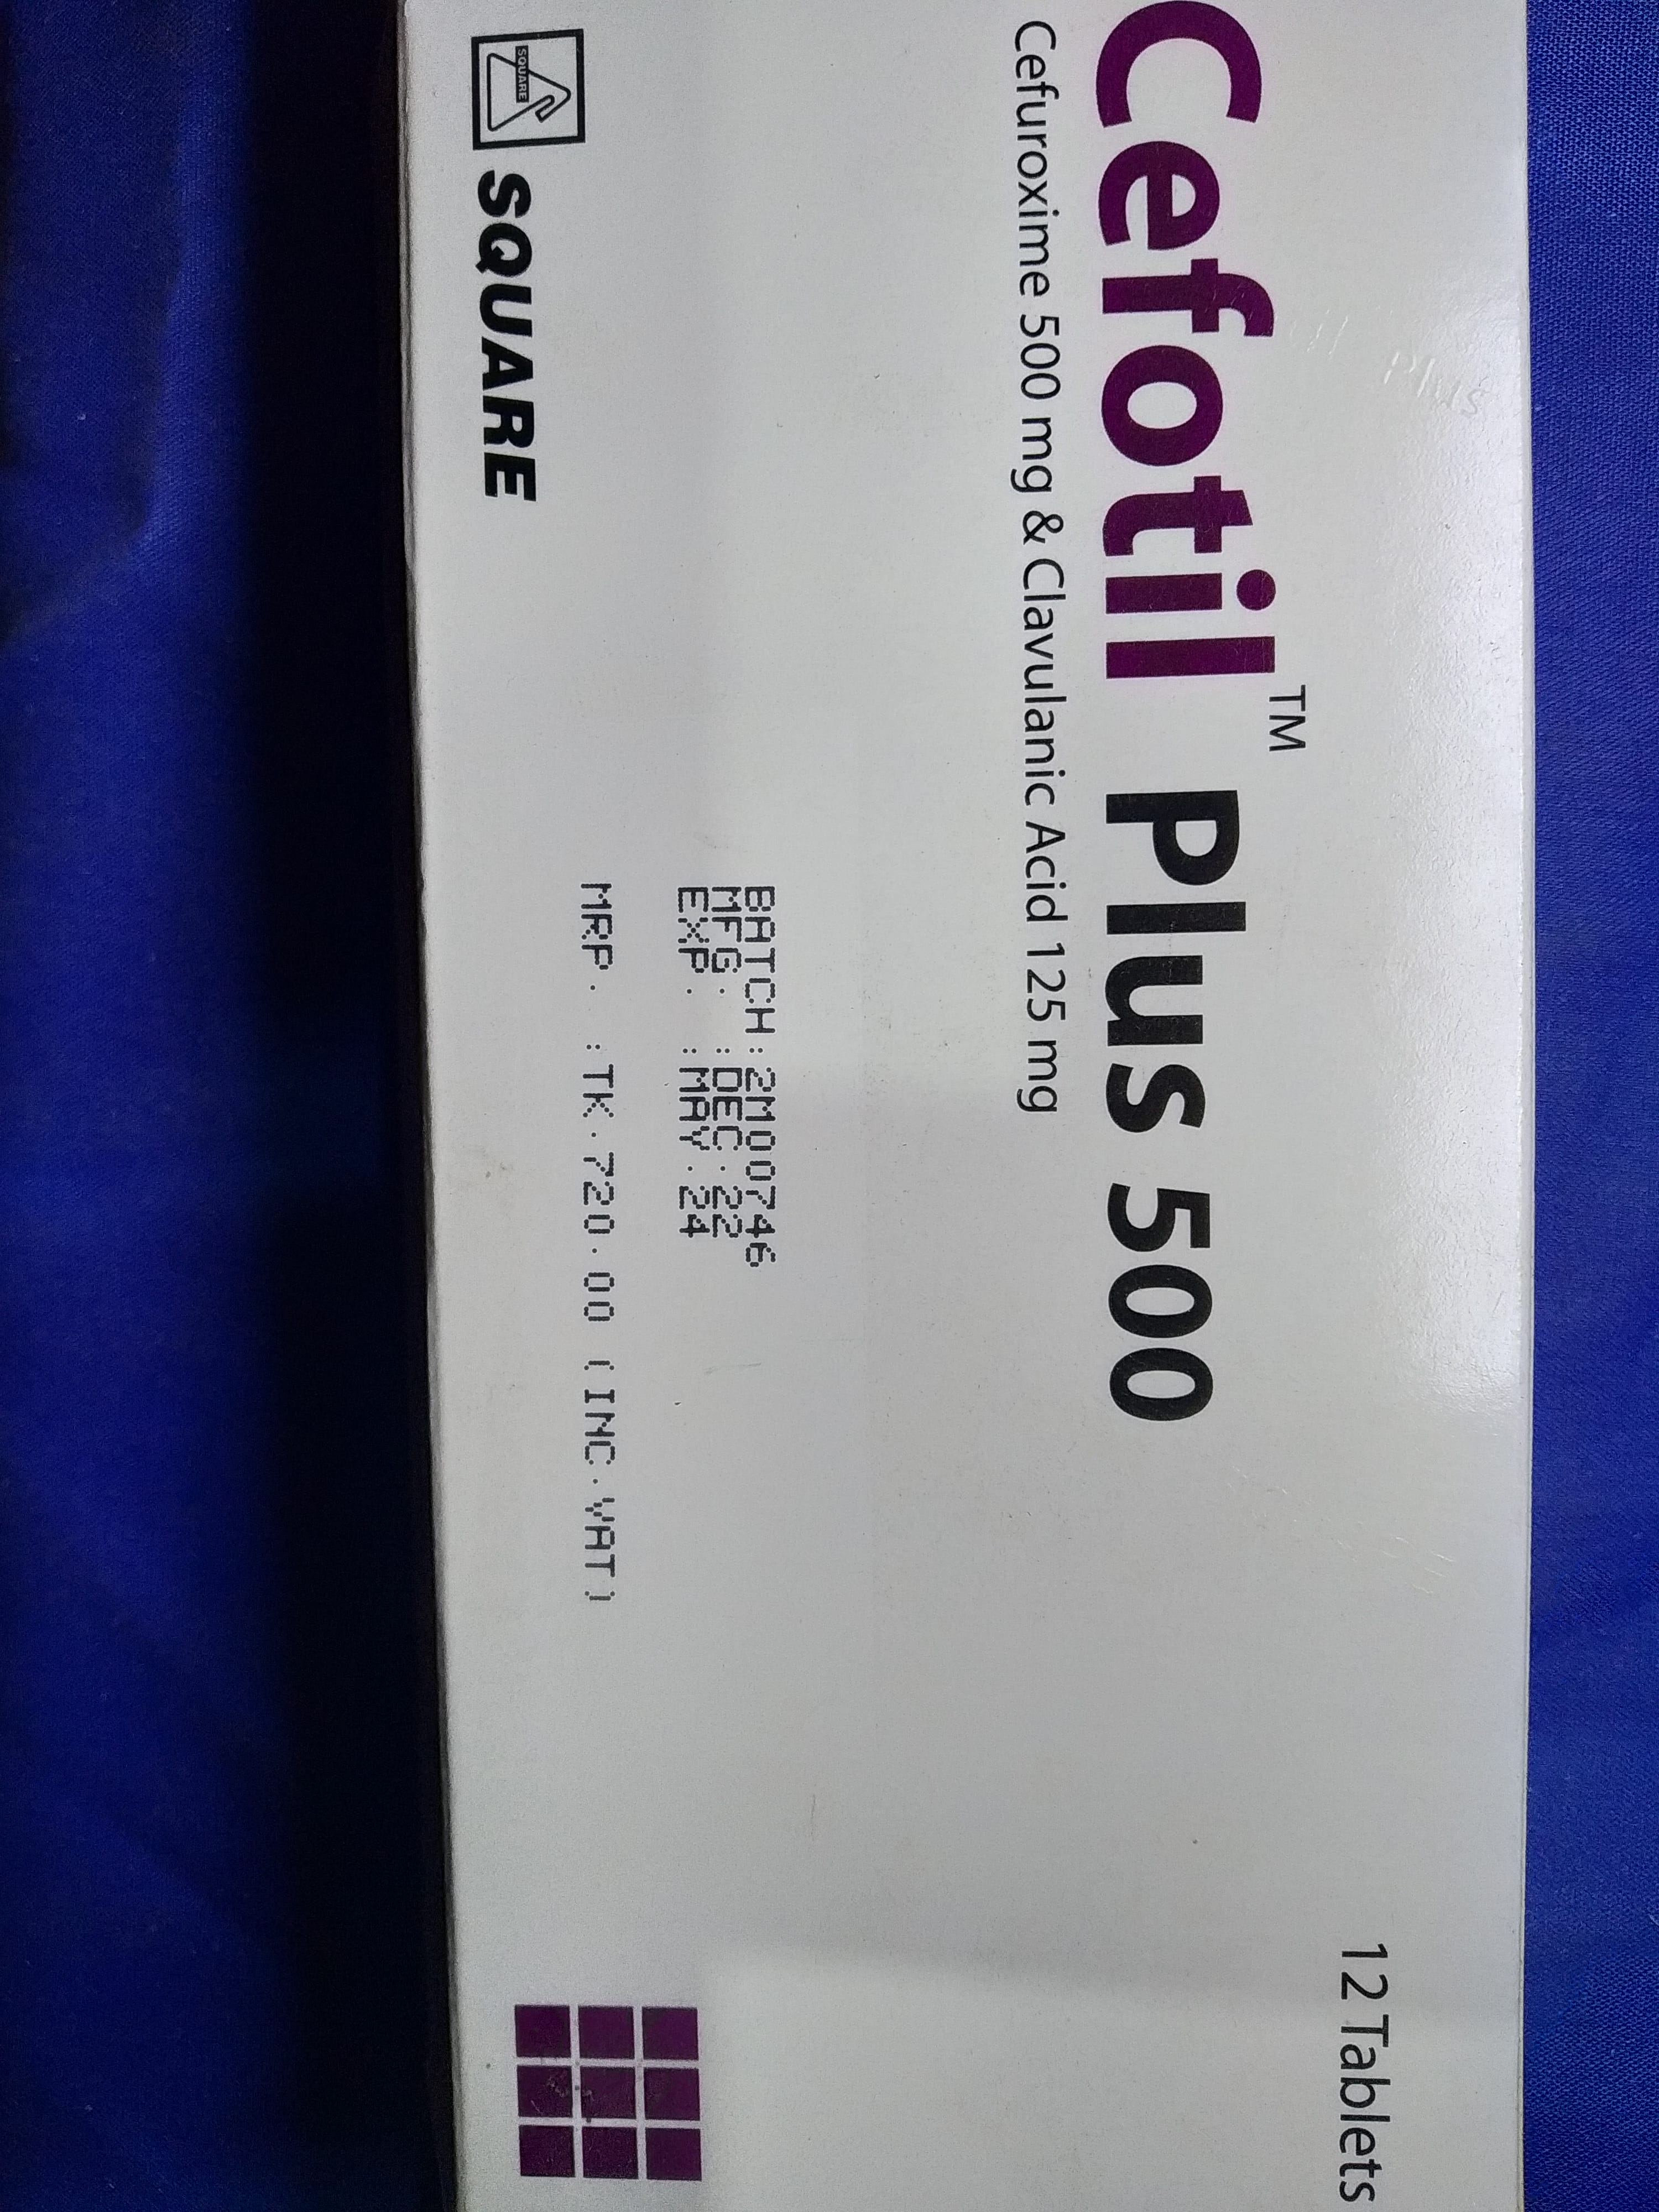 12 Tablets
Cefotil™ Plus 500
Cefuroxime 500 mg & Clavulanic Acid 125 mg
BATCH:2M00746
MFG. :DEC.22
EXP. :MAY.24
MRP. :TK.720.00 (INC.VAT)
SQUARE
SQUARE
Plus